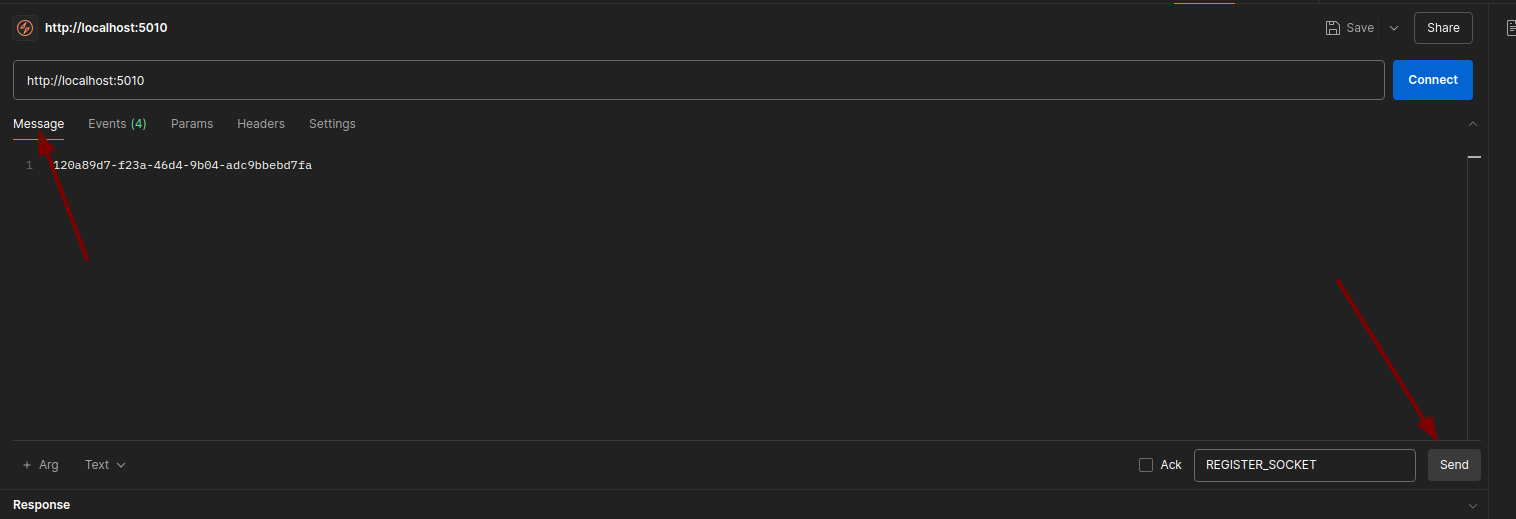 http://localhost:5010
Save Share
http://localhost:5010 Connect
Message Events (4) Params Headers Settings
1 120a89d7-f23a-46d4-9b04-adc9bbebd7fa
+ Arg Text Ack REGISTER_SOCKET Send
Response